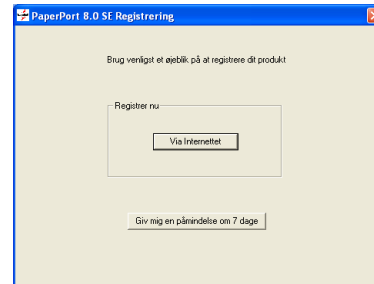 PaperPort 8.0 SE Registrering
Brug venligst et øjeblik på at registrere dit produkt
Registrer nu
Via Internettet
Giv mig en påmindelse om 7 dage